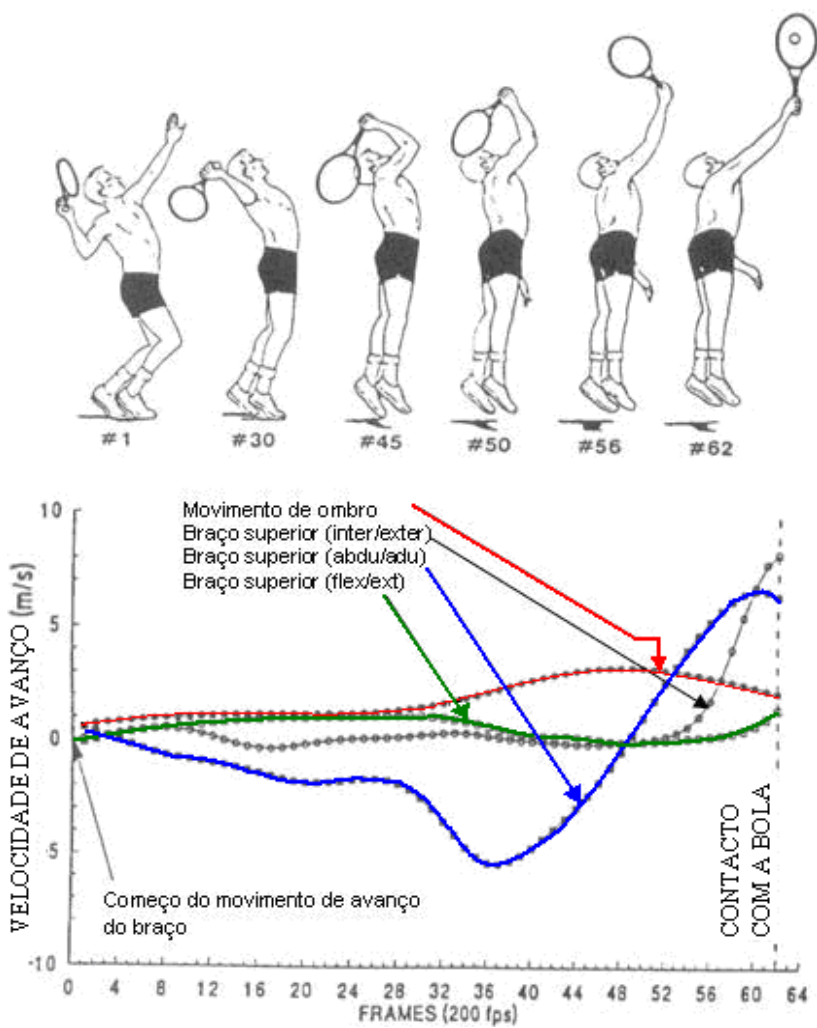 #1
#30
#45
#50
#56
#62
10
5
0
-5
-10
VELOCIDADE DE AVANÇO (m/s)
Movimento de ombro
Braço superior (inter/exter)
Braço superior (abdu/adu)
Braço superior (flex/ext)
Começo do movimento de avanço
do braço
CONTACTO
COM A BOLA
0 4 8 12 16 20 24 28 32 36 40 44 48 52 56 60 64
FRAMES (200 fps)